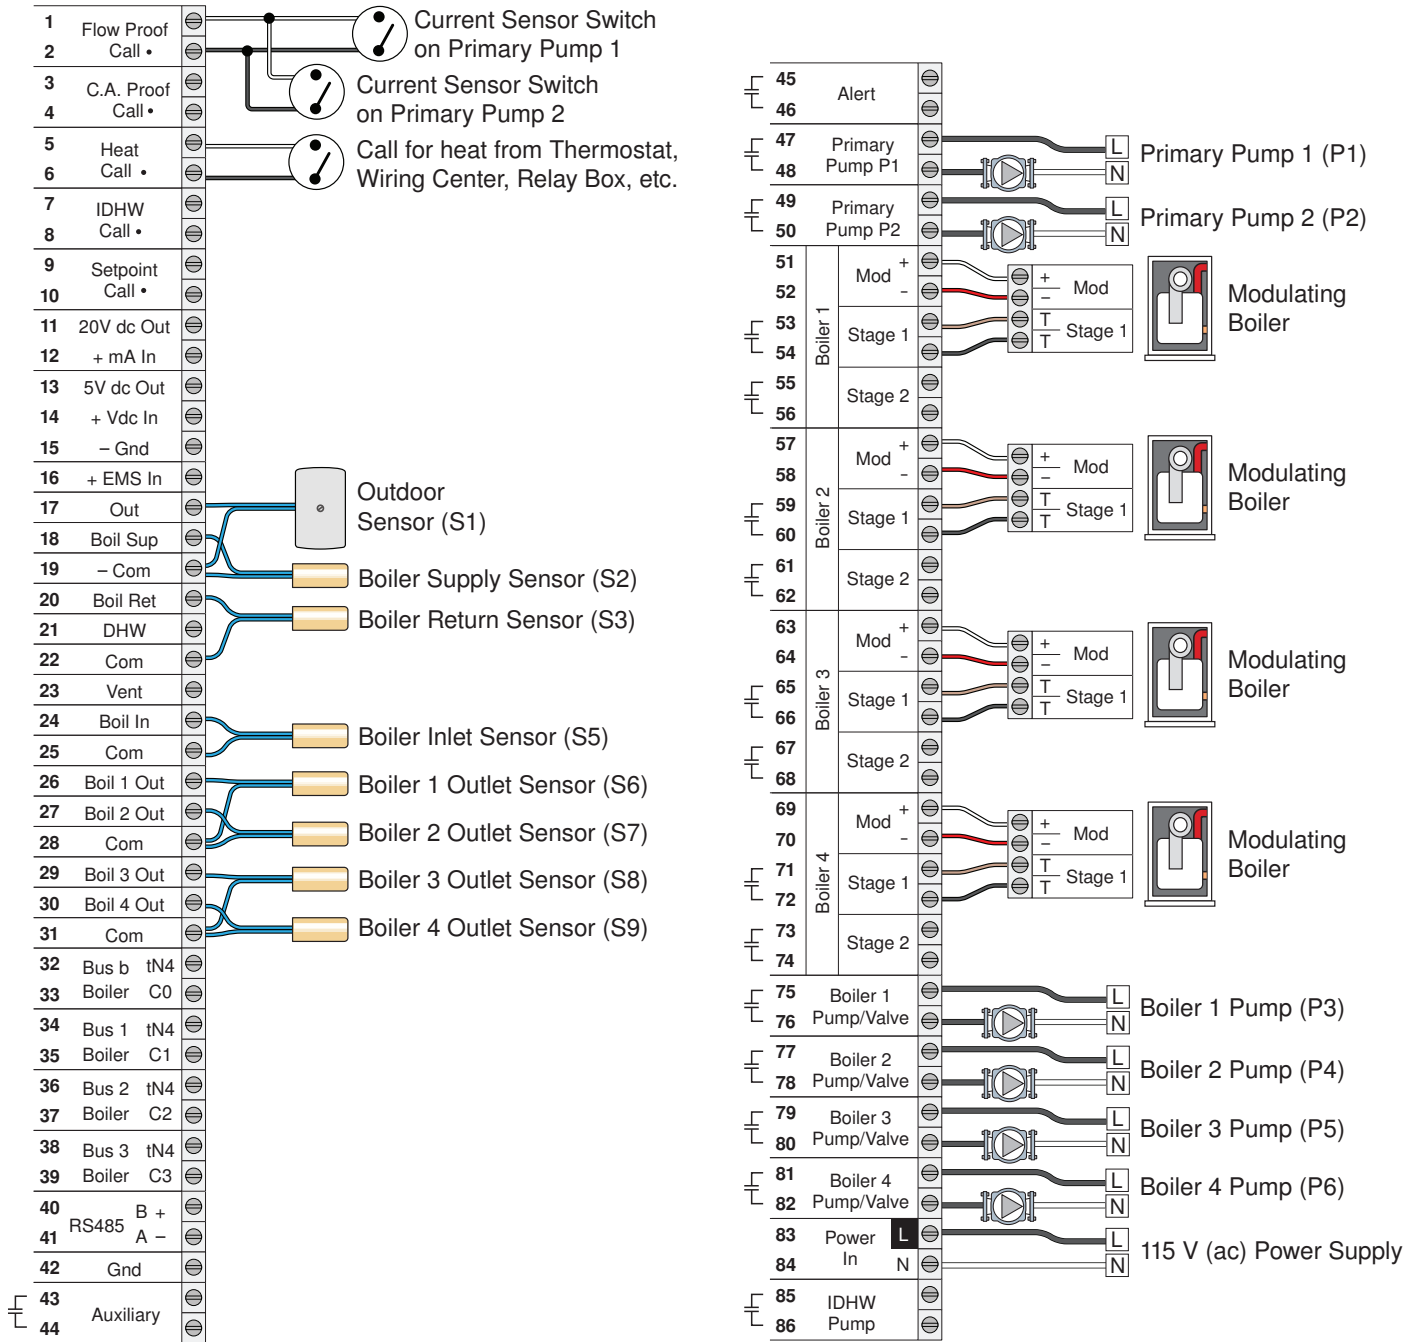 1
Flow Proof
2
Call •
3
C.A. Proof
4
Call •
5
Heat
6
Call •
7
IDHW
8
Call •
9
Setpoint
10
Call •
11 20V dc Out
12 + mA In
13 5V dc Out
14 + Vdc In
15 – Gnd
16 + EMS In
17 Out
18 Boil Sup
19 – Com
20 Boil Ret
21 DHW
22 Com
23 Vent
24 Boil In
25 Com
26 Boil 1 Out
27 Boil 2 Out
28 Com
29 Boil 3 Out
30 Boil 4 Out
31 Com
32 Bus b tN4
33 Boiler C0
34 Bus 1 tN4
35 Boiler C1
36 Bus 2 tN4
37 Boiler C2
38 Bus 3 tN4
39 Boiler C3
40 B +
RS485
41 A –
42 Gnd
43
Auxiliary
44
Current Sensor Switch
on Primary Pump 1
Current Sensor Switch
on Primary Pump 2
Call for heat from Thermostat,
Wiring Center, Relay Box, etc.
Outdoor
Sensor (S1)
Boiler Supply Sensor (S2)
Boiler Return Sensor (S3)
Boiler Inlet Sensor (S5)
Boiler 1 Outlet Sensor (S6)
Boiler 2 Outlet Sensor (S7)
Boiler 3 Outlet Sensor (S8)
Boiler 4 Outlet Sensor (S9)
45
Alert
46
47 Primary
48 Pump P1
L
N
Primary Pump 1 (P1)
49 Primary
50 Pump P2
L
N
Primary Pump 2 (P2)
Boiler 1
51 +
Mod
52 -
53
Stage 1
54
55
Stage 2
56
+
– Mod
T
T Stage 1
Modulating
Boiler
Boiler 2
57 +
Mod
58 -
59
Stage 1
60
61
Stage 2
62
+
– Mod
T
T Stage 1
Modulating
Boiler
Boiler 3
63 +
Mod
64 -
65
Stage 1
66
67
Stage 2
68
+
– Mod
T
T Stage 1
Modulating
Boiler
Boiler 4
69 +
Mod
70 -
71
Stage 1
72
73
Stage 2
74
+
– Mod
T
T Stage 1
Modulating
Boiler
75 Boiler 1
76 Pump/Valve
L
N
Boiler 1 Pump (P3)
77 Boiler 2
78 Pump/Valve
L
N
Boiler 2 Pump (P4)
79 Boiler 3
80 Pump/Valve
L
N
Boiler 3 Pump (P5)
81 Boiler 4
82 Pump/Valve
L
N
Boiler 4 Pump (P6)
83 Power L
84 In N
L
N
115 V (ac) Power Supply
85 IDHW
86 Pump